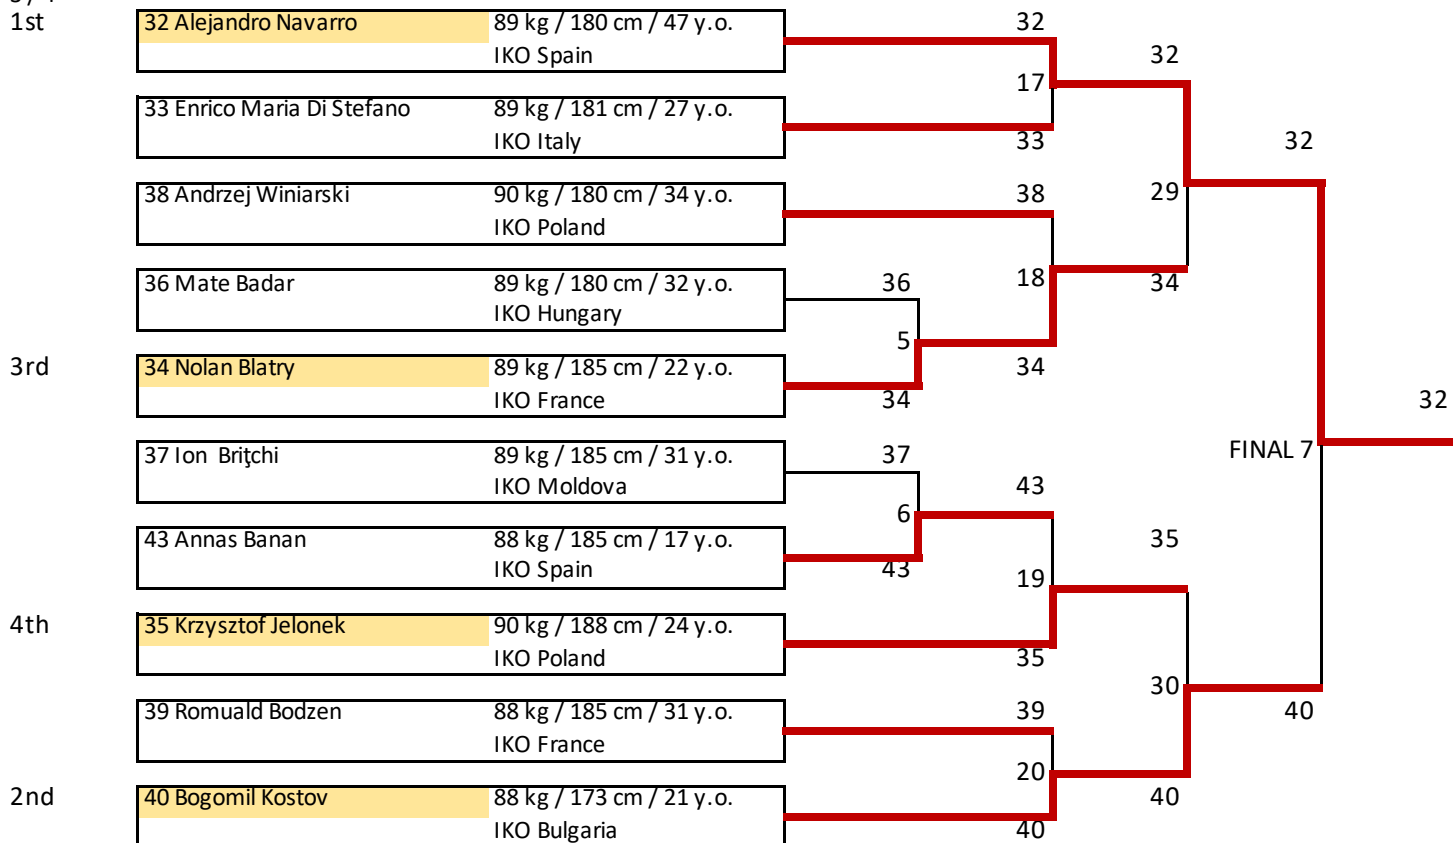 1st
32 Alejandro Navarro 89 kg / 180 cm / 47 y.o. 32
IKO Spain 32
17
33 Enrico Maria Di Stefano 89 kg / 181 cm / 27 y.o.
IKO Italy 33 32
38 Andrzej Winiarski 90 kg / 180 cm / 34 y.o. 38 29
IKO Poland
36 Mate Badar 89 kg / 180 cm / 32 y.o. 36 18 34
IKO Hungary
5
3rd 34 Nolan Blatry 89 kg / 185 cm / 22 y.o. 34
IKO France 34 32
37 Ion Briţchi 89 kg / 185 cm / 31 y.o. 37 FINAL 7
IKO Moldova 43
6
43 Annas Banan 88 kg / 185 cm / 17 y.o. 35
IKO Spain 43 19
4th 35 Krzysztof Jelonek 90 kg / 188 cm / 24 y.o.
IKO Poland 35
30
39 Romuald Bodzen 88 kg / 185 cm / 31 y.o. 39 40
IKO France
20
2nd 40 Bogomil Kostov 88 kg / 173 cm / 21 y.o. 40
IKO Bulgaria 40